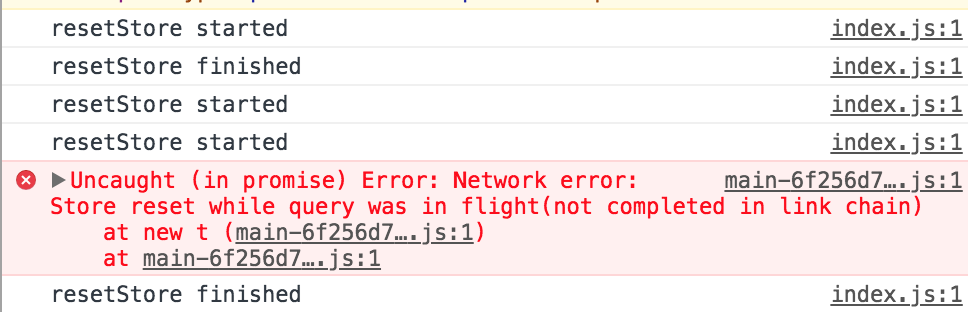 resetStore started index.js:1
resetStore finished index.js:1
resetStore started index.js:1
resetStore started index.js:1
Uncaught (in promise) Error: Network error: main-6f256d7….js:1
Store reset while query was in flight(not completed in link chain)
at new t (main-6f256d7….js:1)
at main-6f256d7….js:1
resetStore finished index.js:1